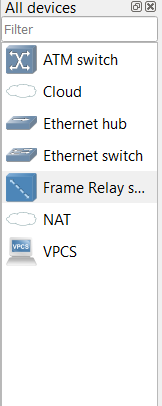 All devices
Filter
ATM switch
Cloud
Ethernet hub
Ethernet switch
Frame Relay s...
NAT
VPCS
VPCS